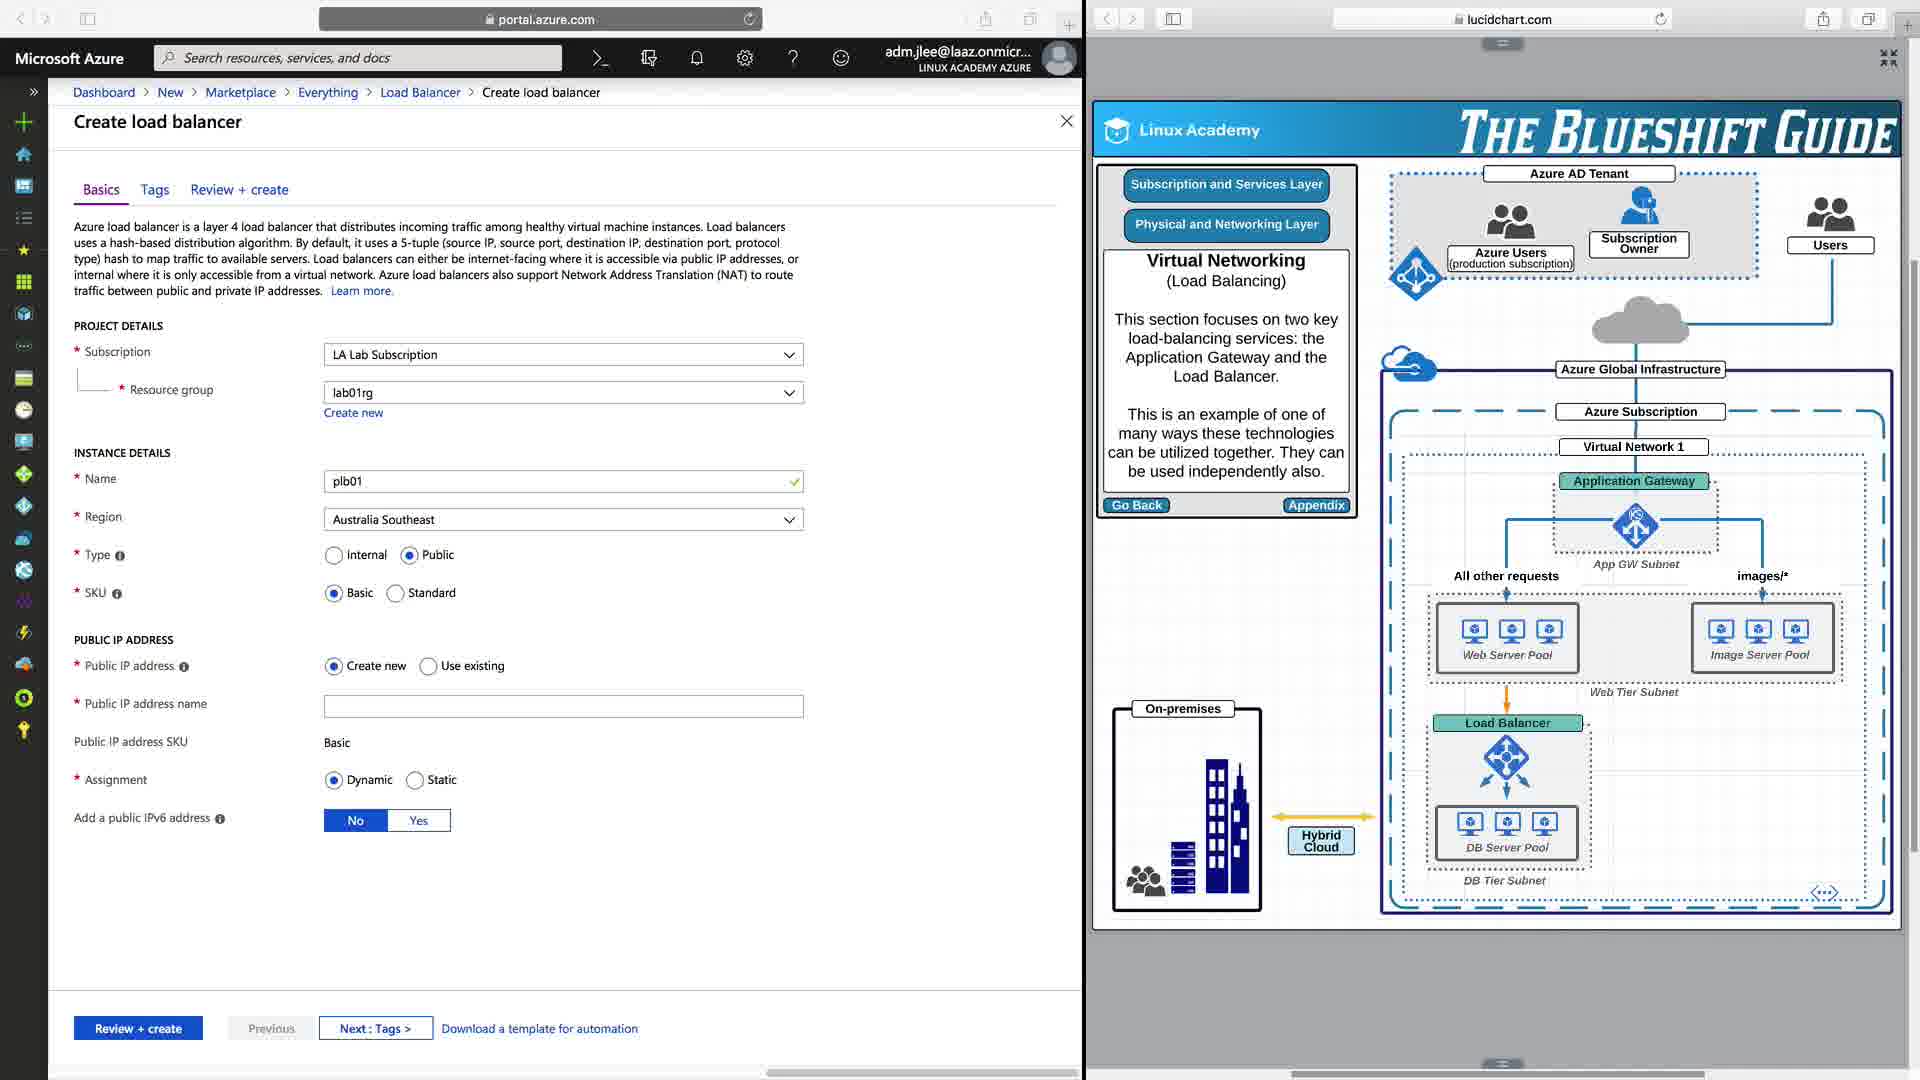 portal.azure.com
Microsoft Azure
Search resources, services, and docs
adm.jlee@laaz.onmicr...
LINUX ACADEMY AZURE
Dashboard > New > Marketplace > Everything > Load Balancer > Create load balancer
Create load balancer
Basics Tags Review + create
Azure load balancer is a layer 4 load balancer that distributes incoming traffic among healthy virtual machine instances. Load balancers
uses a hash-based distribution algorithm. By default, it uses a 5-tuple (source IP, source port, destination IP, destination port, protocol
type) hash to map traffic to available servers. Load balancers can either be internet-facing where it is accessible via public IP addresses, or
internal where it is only accessible from a virtual network. Azure load balancers also support Network Address Translation (NAT) to route
traffic between public and private IP addresses. Learn more.
PROJECT DETAILS
* Subscription
LA Lab Subscription
* Resource group
lab01rg
Create new
INSTANCE DETAILS
* Name
plb01
* Region
Australia Southeast
* Type
Internal Public
* SKU
Basic Standard
PUBLIC IP ADDRESS
* Public IP address
Create new Use existing
* Public IP address name
Public IP address SKU
Basic
* Assignment
Dynamic Static
Add a public IPv6 address
No Yes
Review + create Previous Next : Tags > Download a template for automation
lucidchart.com
Linux Academy
THE BLUESHIFT GUIDE
Subscription and Services Layer
Physical and Networking Layer
Virtual Networking
(Load Balancing)
This section focuses on two key
load-balancing services: the
Application Gateway and the
Load Balancer.
This is an example of one of
many ways these technologies
can be utilized together. They can
be used independently also.
Go Back Appendix
Azure AD Tenant
Azure Users
(production subscription)
Subscription
Owner
Users
Azure Global Infrastructure
Azure Subscription
Virtual Network 1
Application Gateway
App GW Subnet
All other requests
images/*
Web Server Pool
Image Server Pool
Web Tier Subnet
Load Balancer
DB Server Pool
DB Tier Subnet
On-premises
Hybrid
Cloud